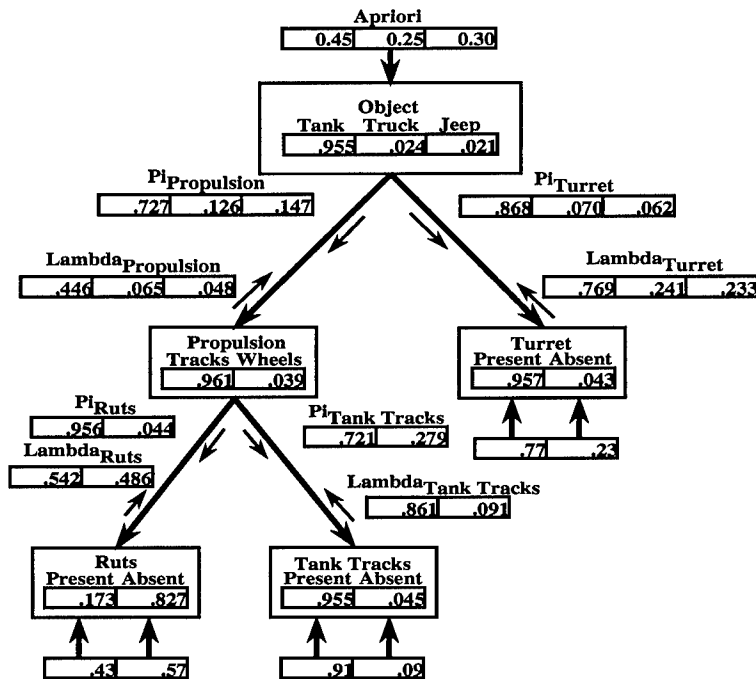 Apriori
0.45 0.25 0.30
Object
Tank Truck Jeep
.955 .024 .021
PiPropulsion
.727 .126 .147
PiTurret
.868 .070 .062
LambdaPropulsion
.446 .065 .048
LambdaTurret
.769 .241 .233
Propulsion
Tracks Wheels
.961 .039
Turret
Present Absent
.957 .043
PiRuts
.956 .044
PiTank Tracks
.721 .279
.77 .23
LambdaRuts
.542 .486
LambdaTank Tracks
.861 .091
Ruts
Present Absent
.173 .827
Tank Tracks
Present Absent
.955 .045
.43 .57
.91 .09